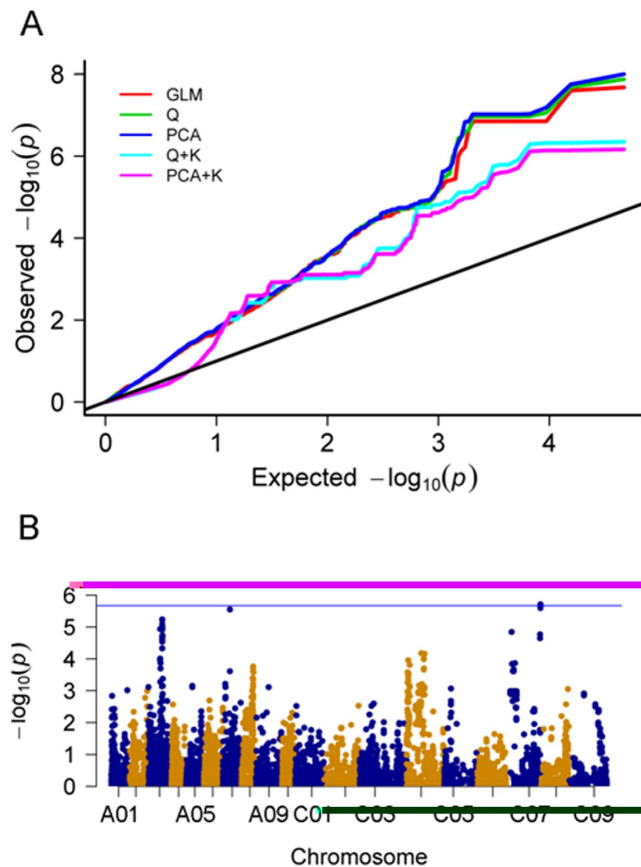 A
8
6
4
2
0
Observed −log10(p)
GLM
Q
PCA
Q+K
PCA+K
0 1 2 3 4
Expected −log10(p)
B
6
5
4
3
2
1
0
−log10(p)
A01 A05 A09 C01 C03 C05 C07 C09
Chromosome